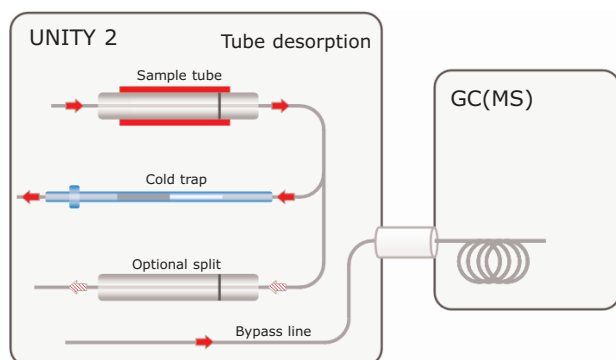 UNITY 2
Tube desorption
Sample tube
GC(MS)
Cold trap
Optional split
Bypass line